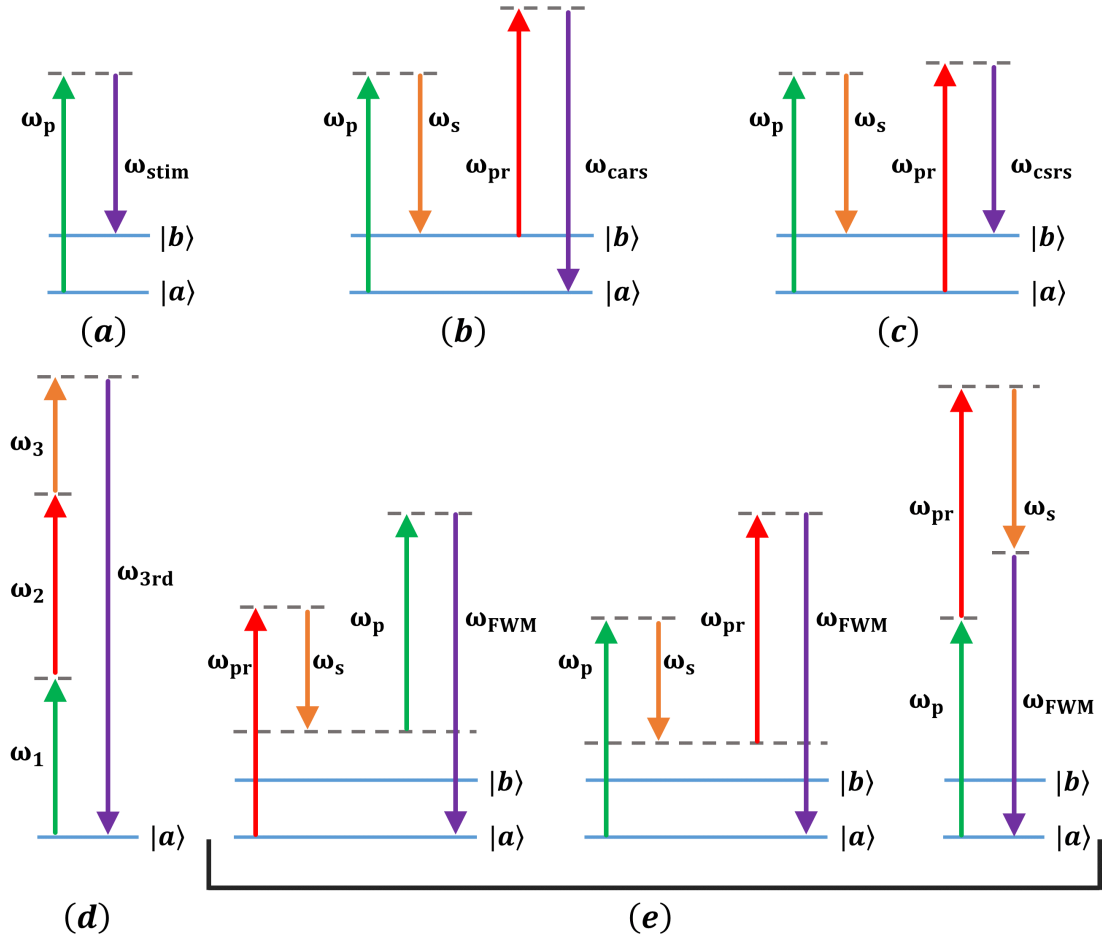 ωp
ωstim
|b⟩
|a⟩
(a)
ωp
ωs
ωpr
ωcars
|b⟩
|a⟩
(b)
ωp
ωs
ωpr
ωcsrs
|b⟩
|a⟩
(c)
ω3
ω2
ω1
ω3rd
|a⟩
(d)
ωpr
ωs
ωp
ωFWM
|b⟩
|a⟩
ωp
ωs
ωpr
ωFWM
|b⟩
|a⟩
ωpr
ωs
ωp
ωFWM
|b⟩
|a⟩
(e)